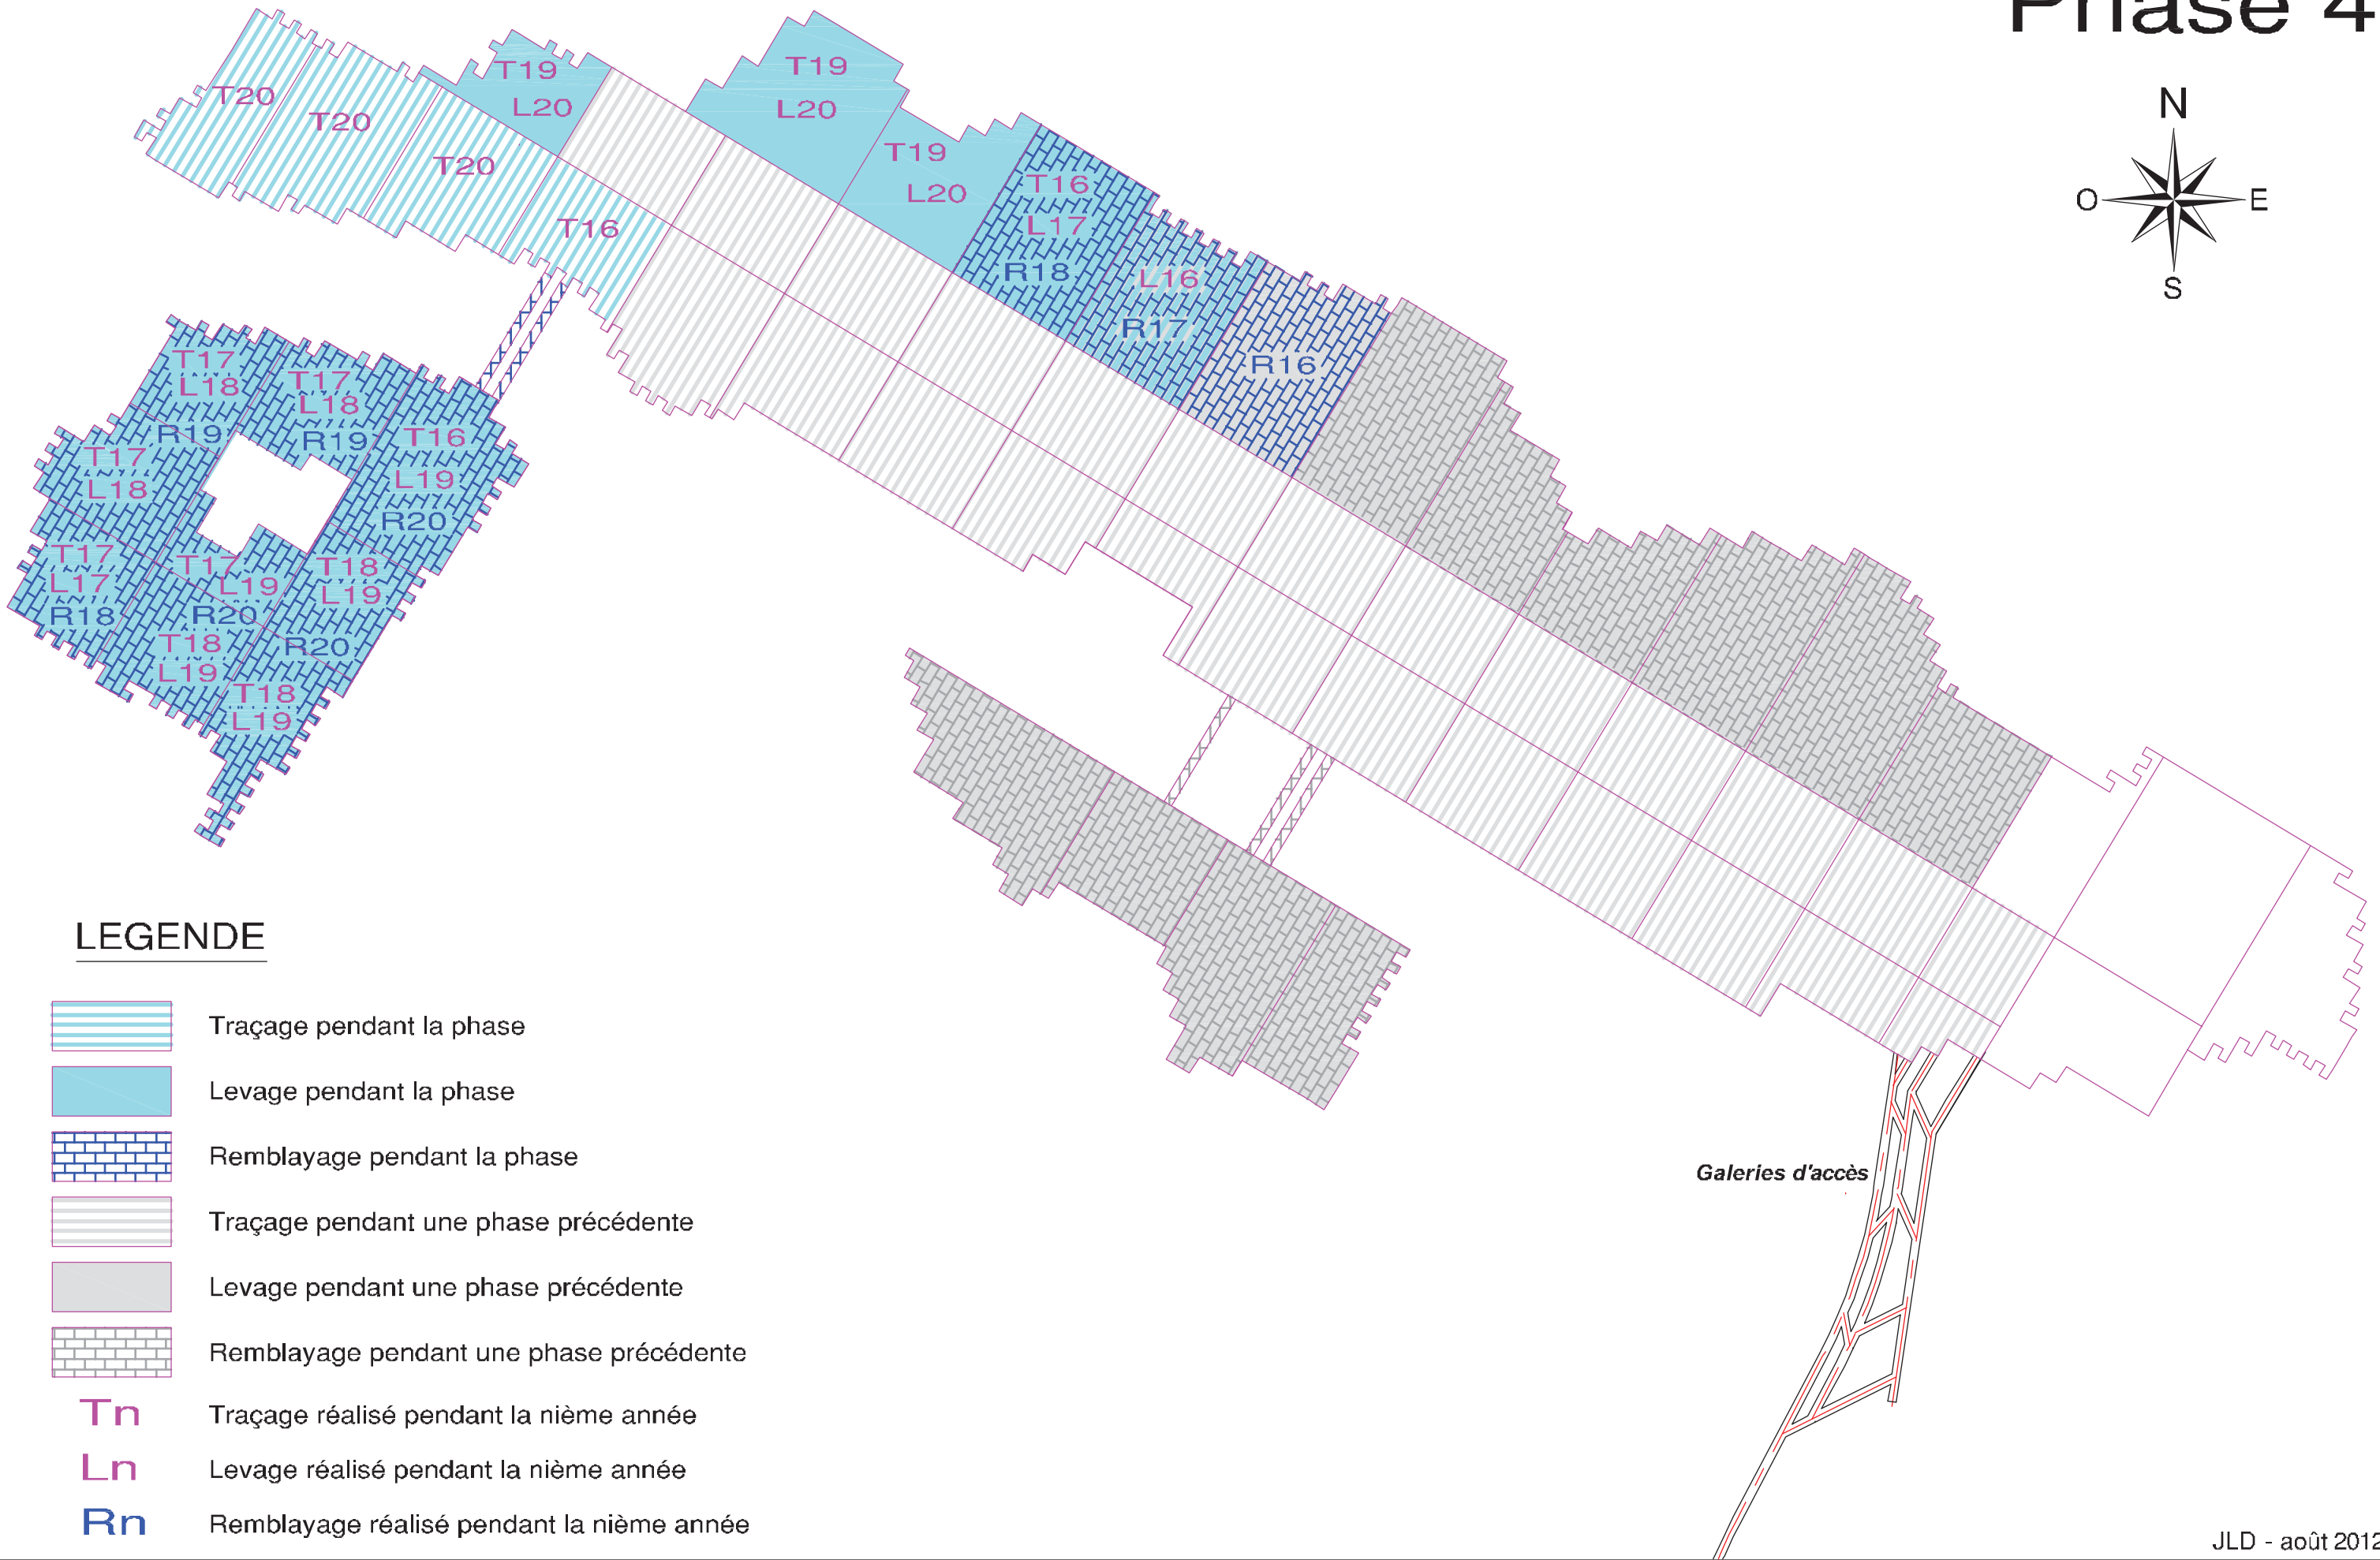 Phase 4
N
O
E
S
T20
T20
T20
T16
T19
L20
T19
L20
T19
L20
T16
L17
R18
L16
R17
R16
T17
L18
R19
T17
L18
R19
T16
L19
R20
T17
L18
T17
L17
R18
T17
L19
R20
T18
L19
R20
T18
L19
T18
L19
LEGENDE
Traçage pendant la phase
Levage pendant la phase
Remblayage pendant la phase
Traçage pendant une phase précédente
Levage pendant une phase précédente
Remblayage pendant une phase précédente
Tn Traçage réalisé pendant la nième année
Ln Levage réalisé pendant la nième année
Rn Remblayage réalisé pendant la nième année
Galeries d'accès
JLD - août 2012